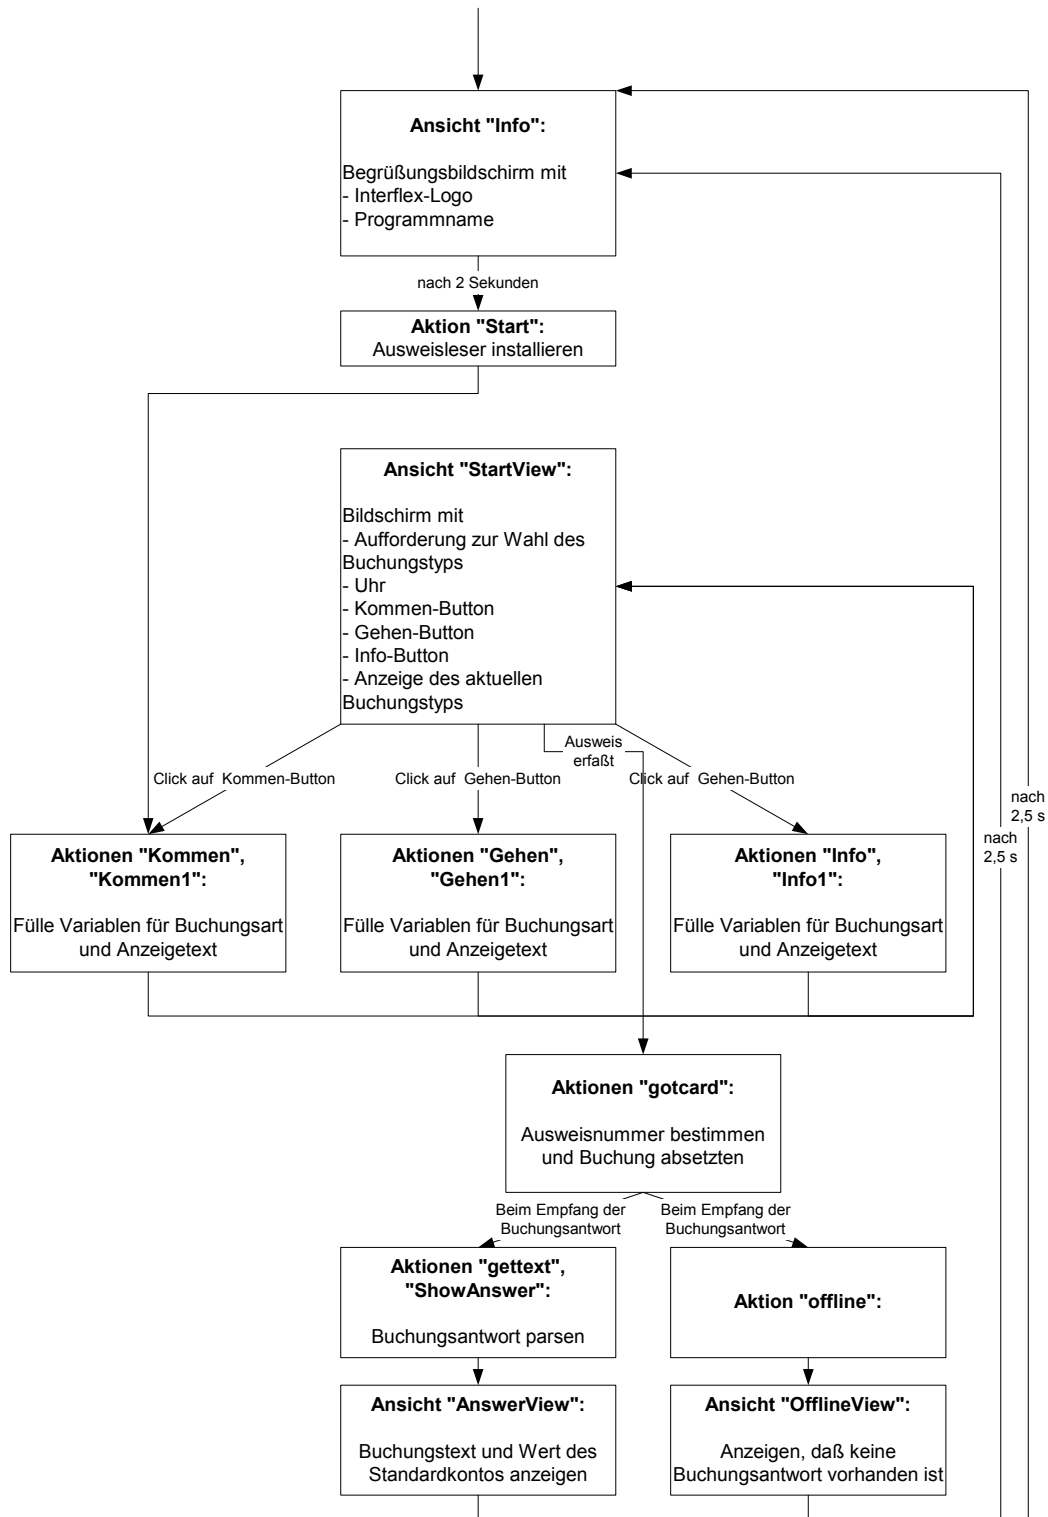 Ansicht "Info":
Begrüßungsbildschirm mit
- Interflex-Logo
- Programmname
nach 2 Sekunden
Aktion "Start":
Ausweisleser installieren
Ansicht "StartView":
Bildschirm mit
- Aufforderung zur Wahl des
Buchungstyps
- Uhr
- Kommen-Button
- Gehen-Button
- Info-Button
- Anzeige des aktuellen
Buchungstyps
Ausweis
erfaßt
Click auf Kommen-Button
Click auf Gehen-Button
Click auf Gehen-Button
nach
2,5 s
nach
2,5 s
Aktionen "Kommen",
"Kommen1":
Fülle Variablen für Buchungsart
und Anzeigetext
Aktionen "Gehen",
"Gehen1":
Fülle Variablen für Buchungsart
und Anzeigetext
Aktionen "Info",
"Info1":
Fülle Variablen für Buchungsart
und Anzeigetext
Aktionen "gotcard":
Ausweisnummer bestimmen
und Buchung absetzten
Beim Empfang der
Buchungsantwort
Beim Empfang der
Buchungsantwort
Aktionen "gettext",
"ShowAnswer":
Buchungsantwort parsen
Aktion "offline":
Ansicht "AnswerView":
Buchungstext und Wert des
Standardkontos anzeigen
Ansicht "OfflineView":
Anzeigen, daß keine
Buchungsantwort vorhanden ist